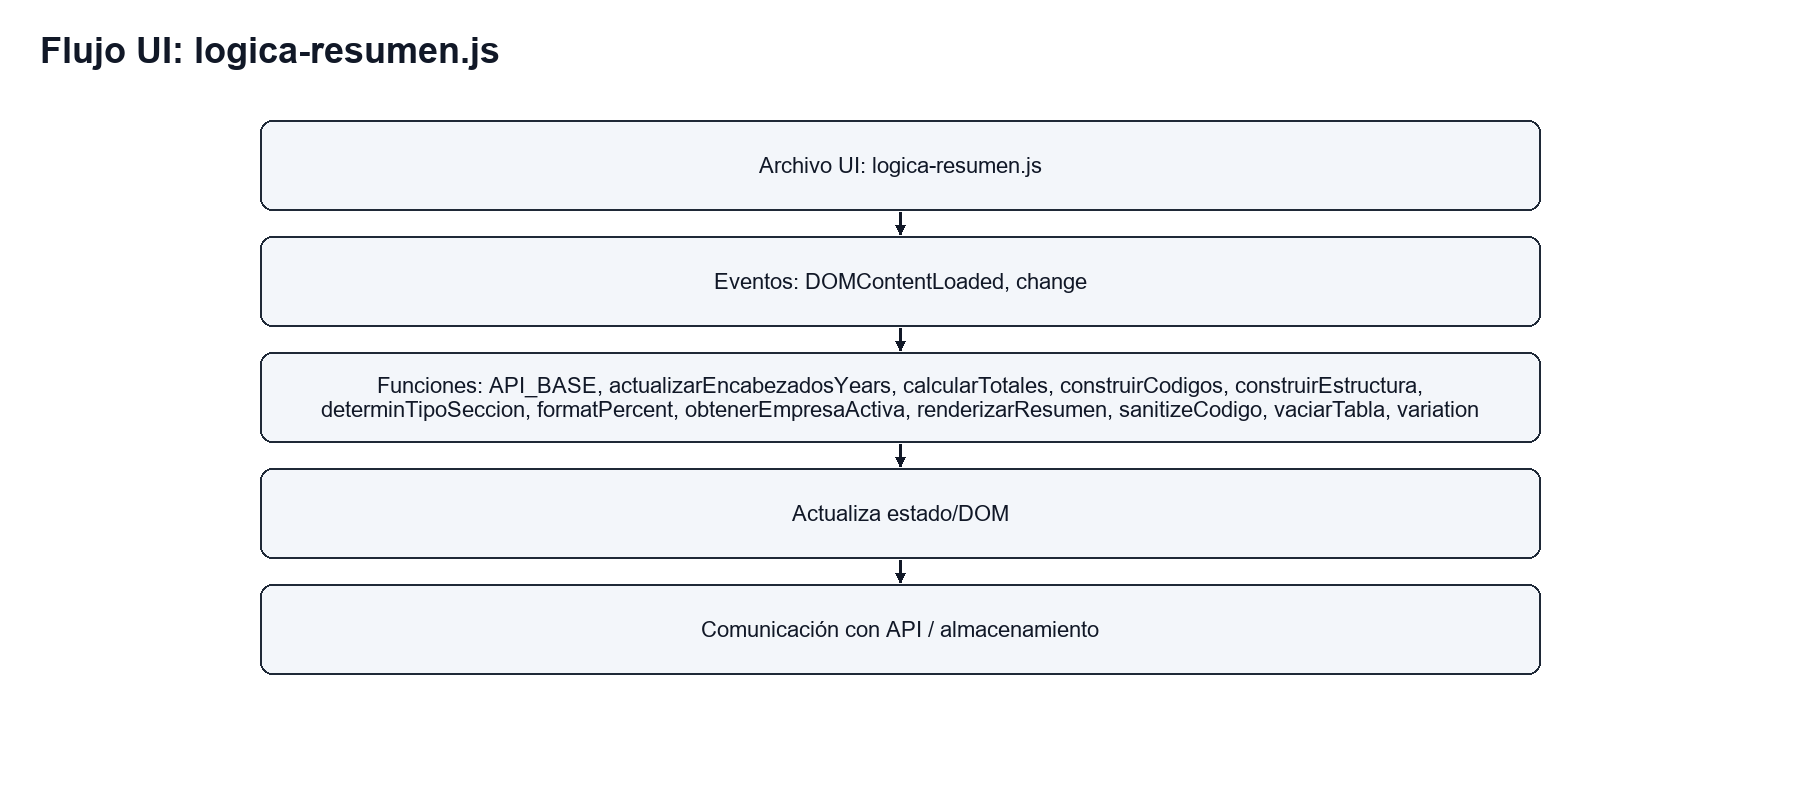 Flujo UI: logica-resumen.js
Archivo UI: logica-resumen.js
Eventos: DOMContentLoaded, change
Funciones: API_BASE, actualizarEncabezadosYears, calcularTotales, construirCodigos, construirEstructura,
determinTipoSeccion, formatPercent, obtenerEmpresaActiva, renderizarResumen, sanitizeCodigo, vaciarTabla, variation
Actualiza estado/DOM
Comunicación con API / almacenamiento